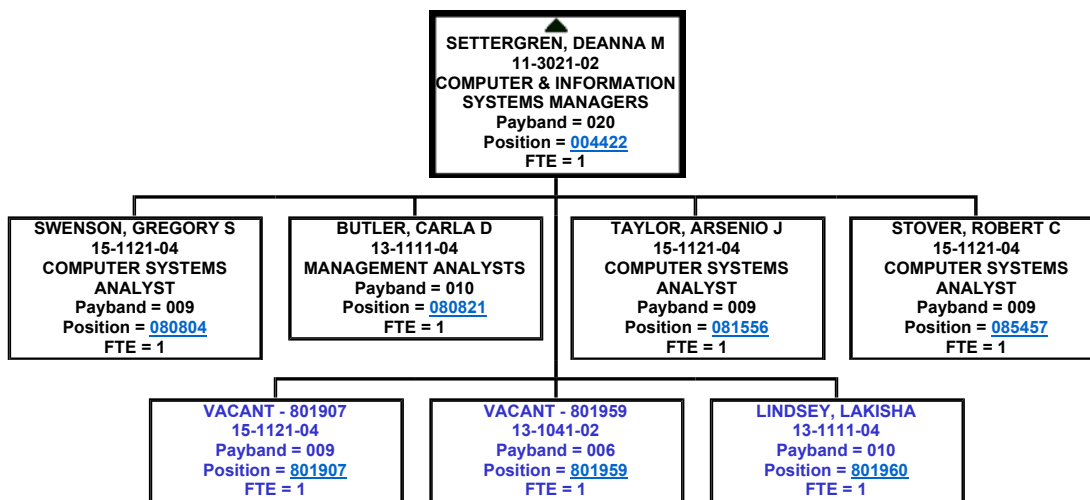 SETTERGREN, DEANNA M
11-3021-02
COMPUTER & INFORMATION
SYSTEMS MANAGERS
Payband = 020
Position = 004422
FTE = 1
SWENSON, GREGORY S
15-1121-04
COMPUTER SYSTEMS
ANALYST
Payband = 009
Position = 080804
FTE = 1
BUTLER, CARLA D
13-1111-04
MANAGEMENT ANALYSTS
Payband = 010
Position = 080821
FTE = 1
TAYLOR, ARSENIO J
15-1121-04
COMPUTER SYSTEMS
ANALYST
Payband = 009
Position = 081556
FTE = 1
STOVER, ROBERT C
15-1121-04
COMPUTER SYSTEMS
ANALYST
Payband = 009
Position = 085457
FTE = 1
VACANT - 801907
15-1121-04
Payband = 009
Position = 801907
FTE = 1
VACANT - 801959
13-1041-02
Payband = 006
Position = 801959
FTE = 1
LINDSEY, LAKISHA
13-1111-04
Payband = 010
Position = 801960
FTE = 1